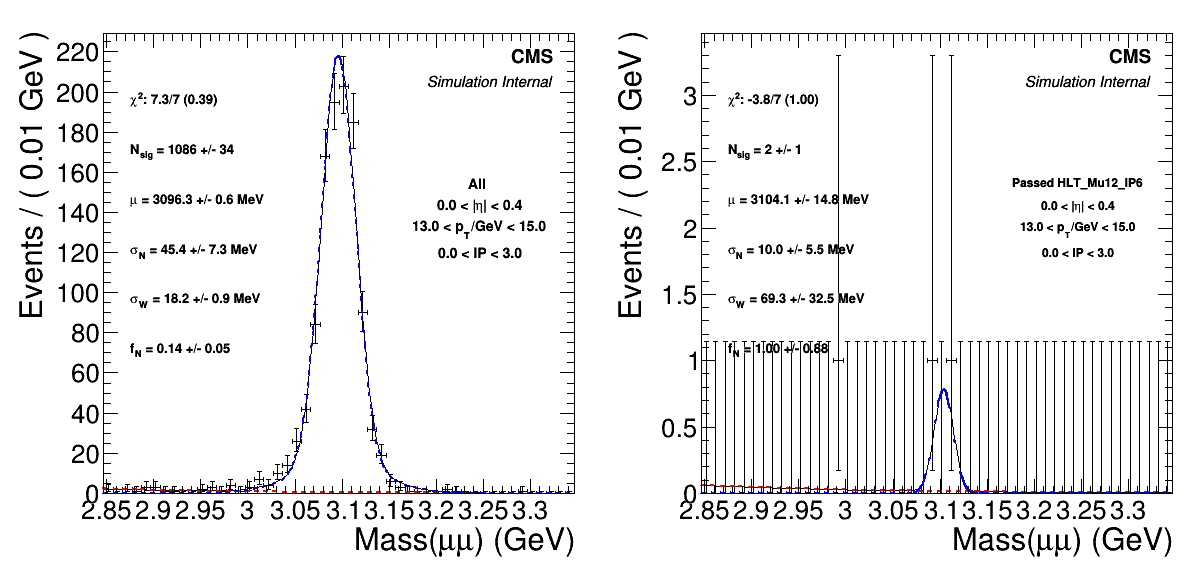 CMS
Simulation Internal
χ²: 7.3/7 (0.39)
N_sig = 1086 +/- 34
μ = 3096.3 +/- 0.6 MeV
σ_N = 45.4 +/- 7.3 MeV
σ_W = 18.2 +/- 0.9 MeV
f_N = 0.14 +/- 0.05
All
0.0 < |η| < 0.4
13.0 < p_T/GeV < 15.0
0.0 < IP < 3.0
Events / ( 0.01 GeV )
220
200
180
160
140
120
100
80
60
40
20
0
2.85 2.9 2.95 3 3.05 3.1 3.15 3.2 3.25 3.3
Mass(μμ) (GeV)
CMS
Simulation Internal
χ²: -3.8/7 (1.00)
N_sig = 2 +/- 1
μ = 3104.1 +/- 14.8 MeV
σ_N = 10.0 +/- 5.5 MeV
σ_W = 69.3 +/- 32.5 MeV
f_N = 1.00 +/- 0.88
Passed HLT_Mu12_IP6
0.0 < |η| < 0.4
13.0 < p_T/GeV < 15.0
0.0 < IP < 3.0
Events / ( 0.01 GeV )
3
2.5
2
1.5
1
0.5
0
2.85 2.9 2.95 3 3.05 3.1 3.15 3.2 3.25 3.3
Mass(μμ) (GeV)